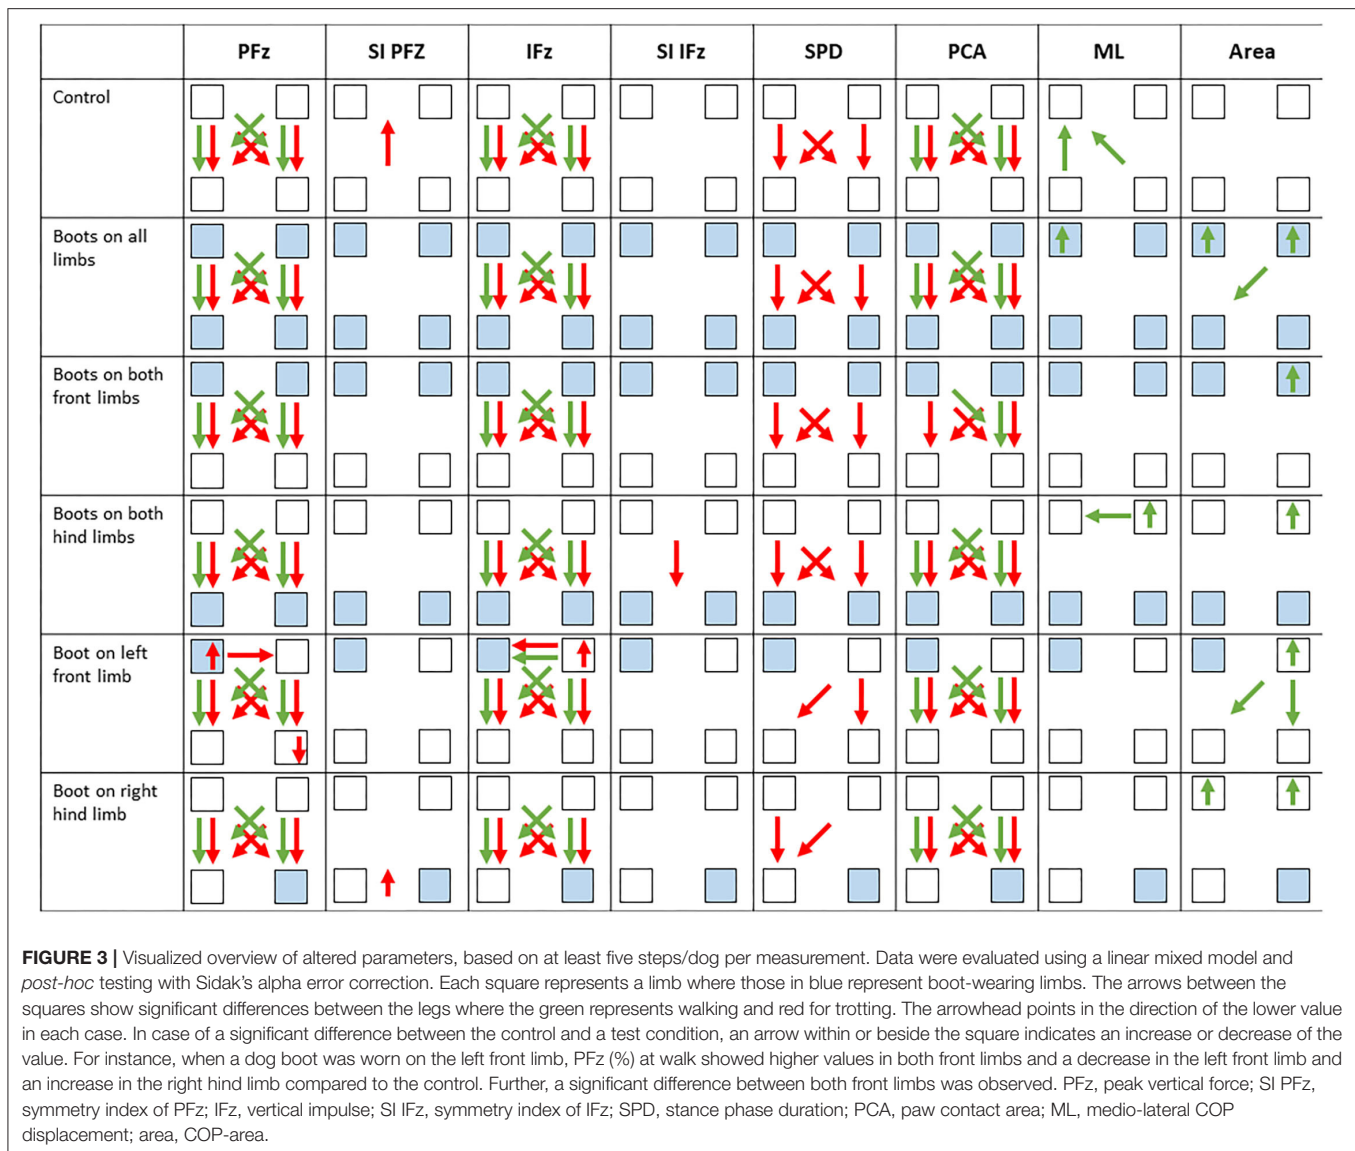 PFz SI PFZ IFz SI IFz SPD PCA ML Area
Control
Boots on all
limbs
Boots on both
front limbs
Boots on both
hind limbs
Boot on left
front limb
Boot on right
hind limb
FIGURE 3 | Visualized overview of altered parameters, based on at least five steps/dog per measurement. Data were evaluated using a linear mixed model and
post-hoc testing with Sidak's alpha error correction. Each square represents a limb where those in blue represent boot-wearing limbs. The arrows between the
squares show significant differences between the legs where the green represents walking and red for trotting. The arrowhead points in the direction of the lower value
in each case. In case of a significant difference between the control and a test condition, an arrow within or beside the square indicates an increase or decrease of the
value. For instance, when a dog boot was worn on the left front limb, PFz (%) at walk showed higher values in both front limbs and a decrease in the left front limb and
an increase in the right hind limb compared to the control. Further, a significant difference between both front limbs was observed. PFz, peak vertical force; SI PFz,
symmetry index of PFz; IFz, vertical impulse; SI IFz, symmetry index of IFz; SPD, stance phase duration; PCA, paw contact area; ML, medio-lateral COP
displacement; area, COP-area.